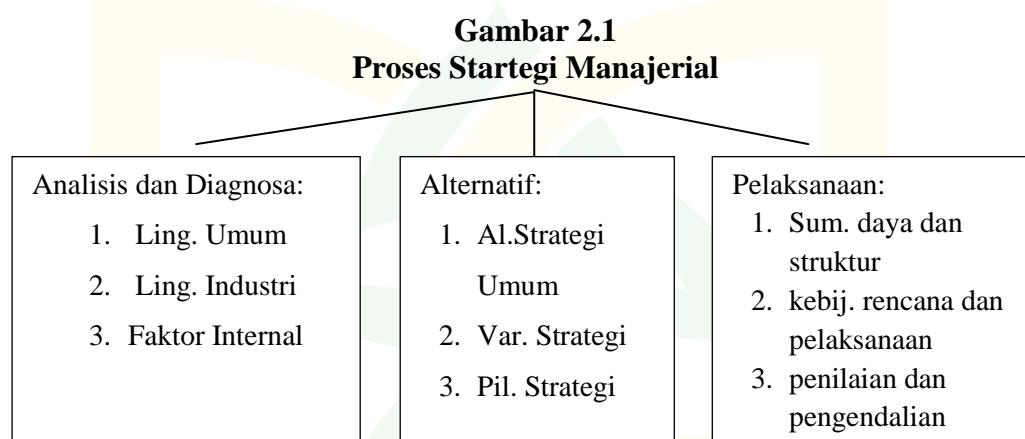 Gambar 2.1
Proses Startegi Manajerial
Analisis dan Diagnosa:
1. Ling. Umum
2. Ling. Industri
3. Faktor Internal
Alternatif:
1. Al.Strategi
Umum
2. Var. Strategi
3. Pil. Strategi
Pelaksanaan:
1. Sum. daya dan
struktur
2. kebij. rencana dan
pelaksanaan
3. penilaian dan
pengendalian